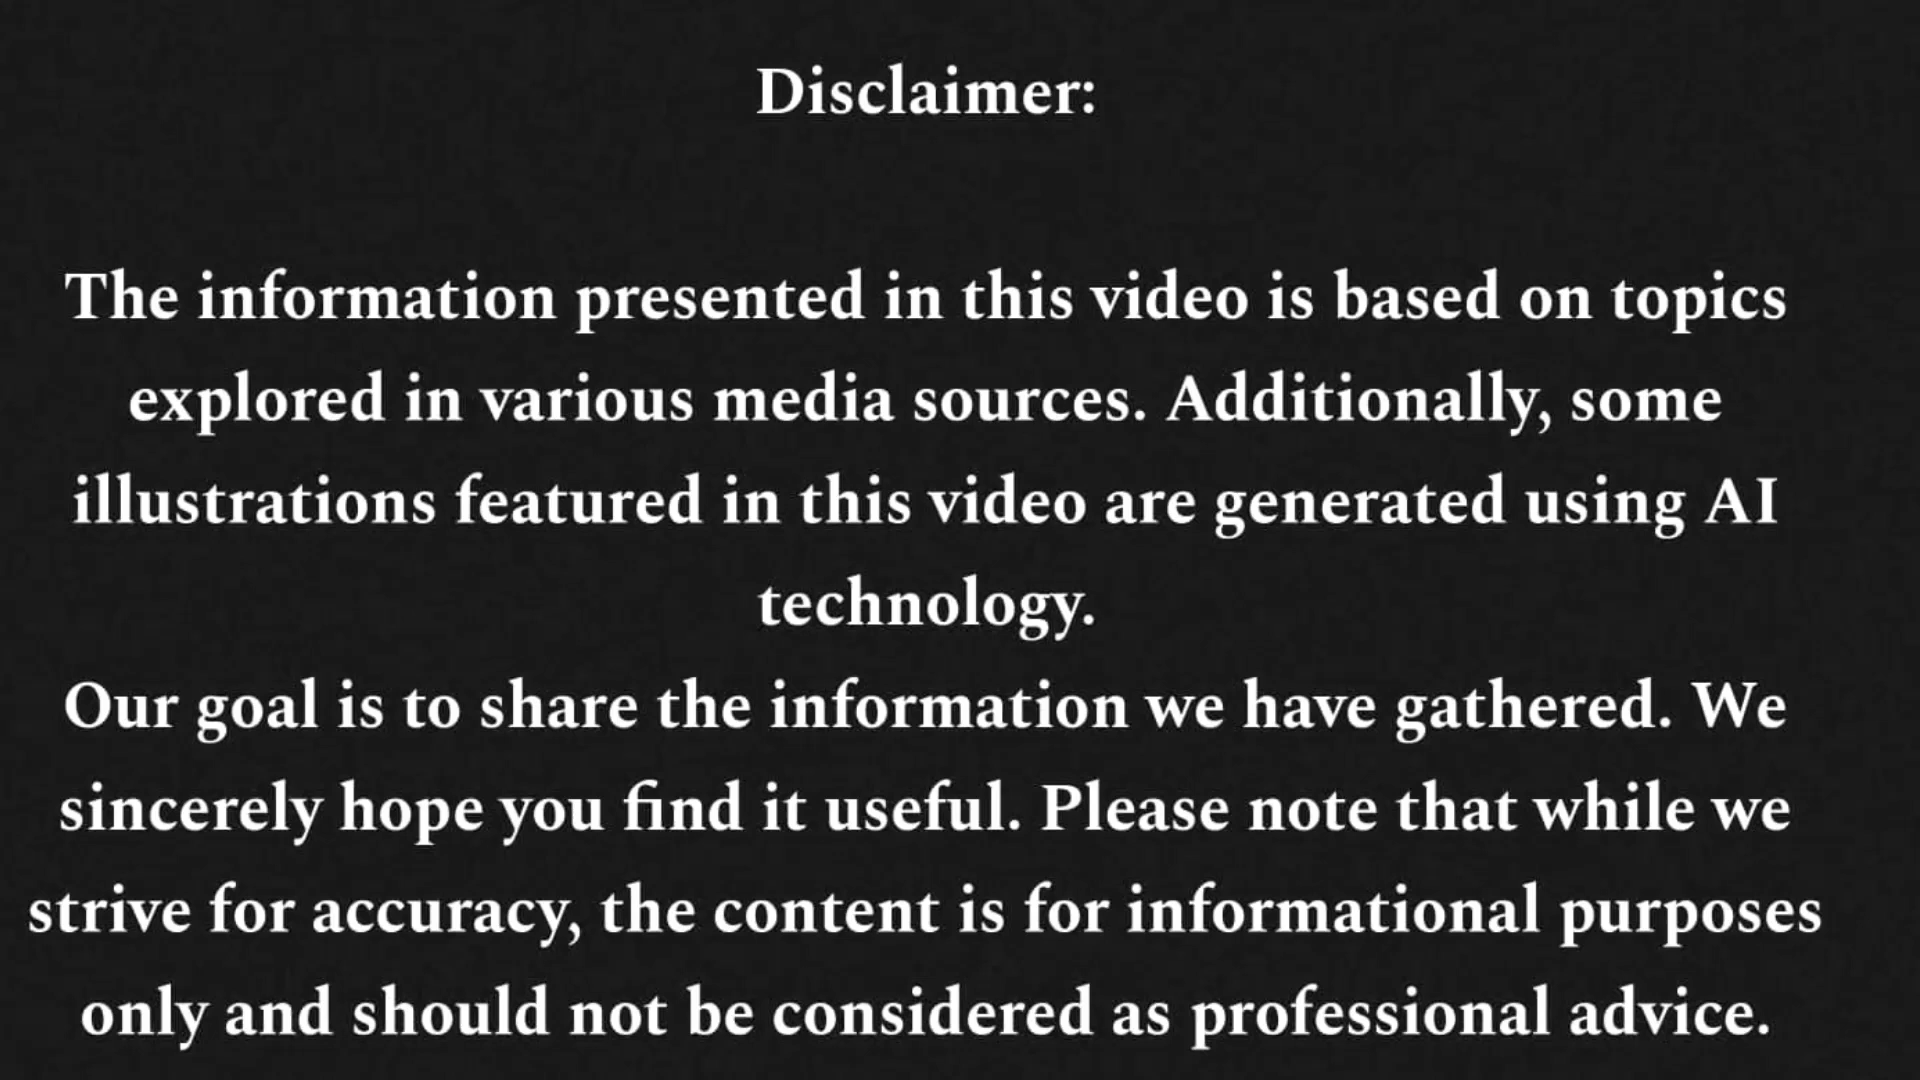 Disclaimer:
The information presented in this video is based on topics
explored in various media sources. Additionally, some
illustrations featured in this video are generated using AI
technology.
Our goal is to share the information we have gathered. We
sincerely hope you find it useful. Please note that while we
strive for accuracy, the content is for informational purposes
only and should not be considered as professional advice.